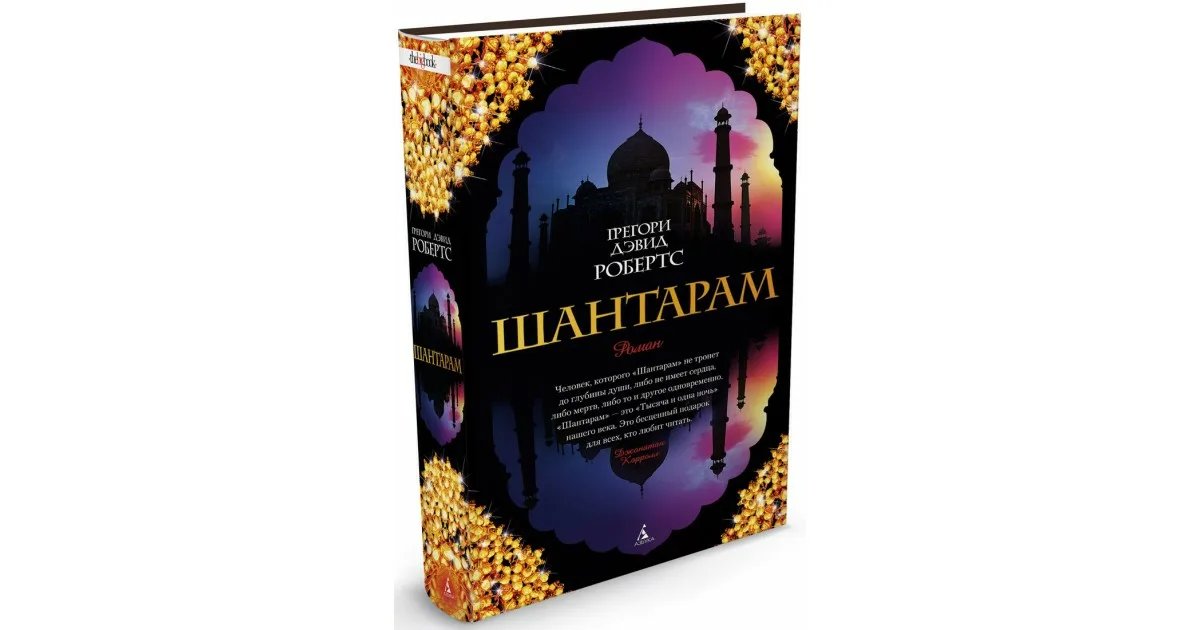 thebigbook
ГРЕГОРИ ДЭВИД
РОБЕРТС
ШАНТАРАМ
ГРЕГОРИ
ДЭВИД
РОБЕРТС
ШАНТАРАМ
Роман
Человек, которого «Шантарам» не тронет
до глубины души, либо не имеет сердца,
либо мертв, либо то и другое одновременно.
«Шантарам» — это «Тысяча и одна ночь»
нашего века. Это бесценный подарок
для всех, кто любит читать.
Джонатан
Кэрролл
АЗБУКА